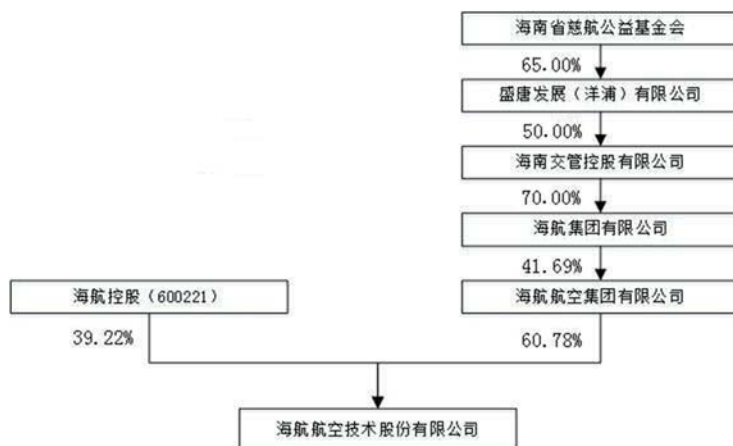 海南省慈航公益基金会
65.00%
盛唐发展（洋浦）有限公司
50.00%
海南交管控股有限公司
70.00%
海航集团有限公司
41.69%
海航控股（600221）
海航航空集团有限公司
39.22%
60.78%
海航航空技术股份有限公司